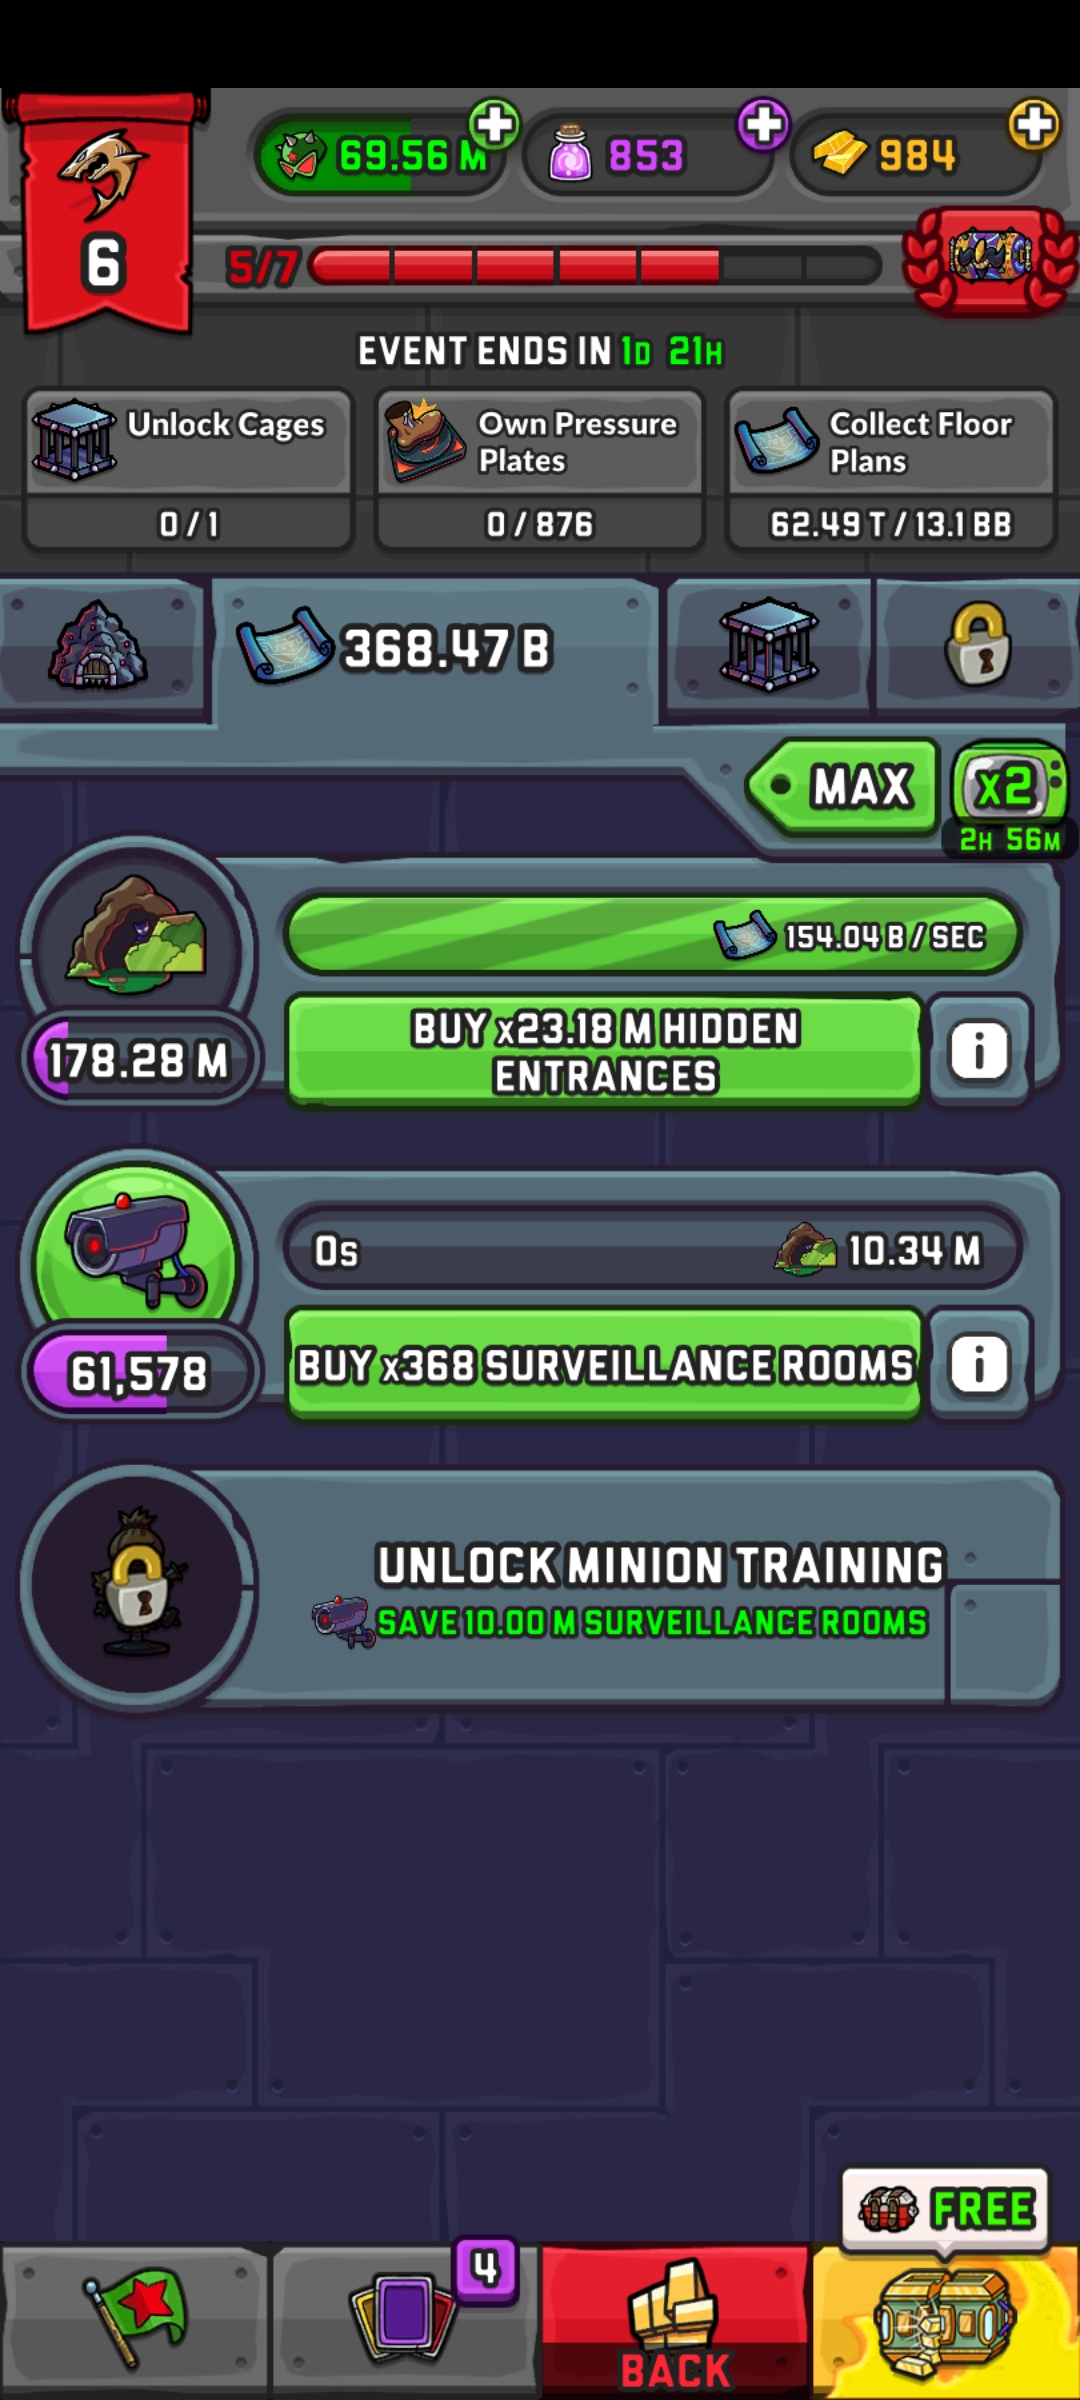 69.56 M
853
984
6
5/7
EVENT ENDS IN 1D 21H
Unlock Cages
0 / 1
Own Pressure
Plates
0 / 876
Collect Floor
Plans
62.49 T / 13.1 BB
368.47 B
MAX
x2
2H 56M
154.04 B / SEC
178.28 M
BUY x23.18 M HIDDEN
ENTRANCES
i
0s
10.34 M
61,578
BUY x368 SURVEILLANCE ROOMS
i
UNLOCK MINION TRAINING
SAVE 10.00 M SURVEILLANCE ROOMS
FREE
4
BACK